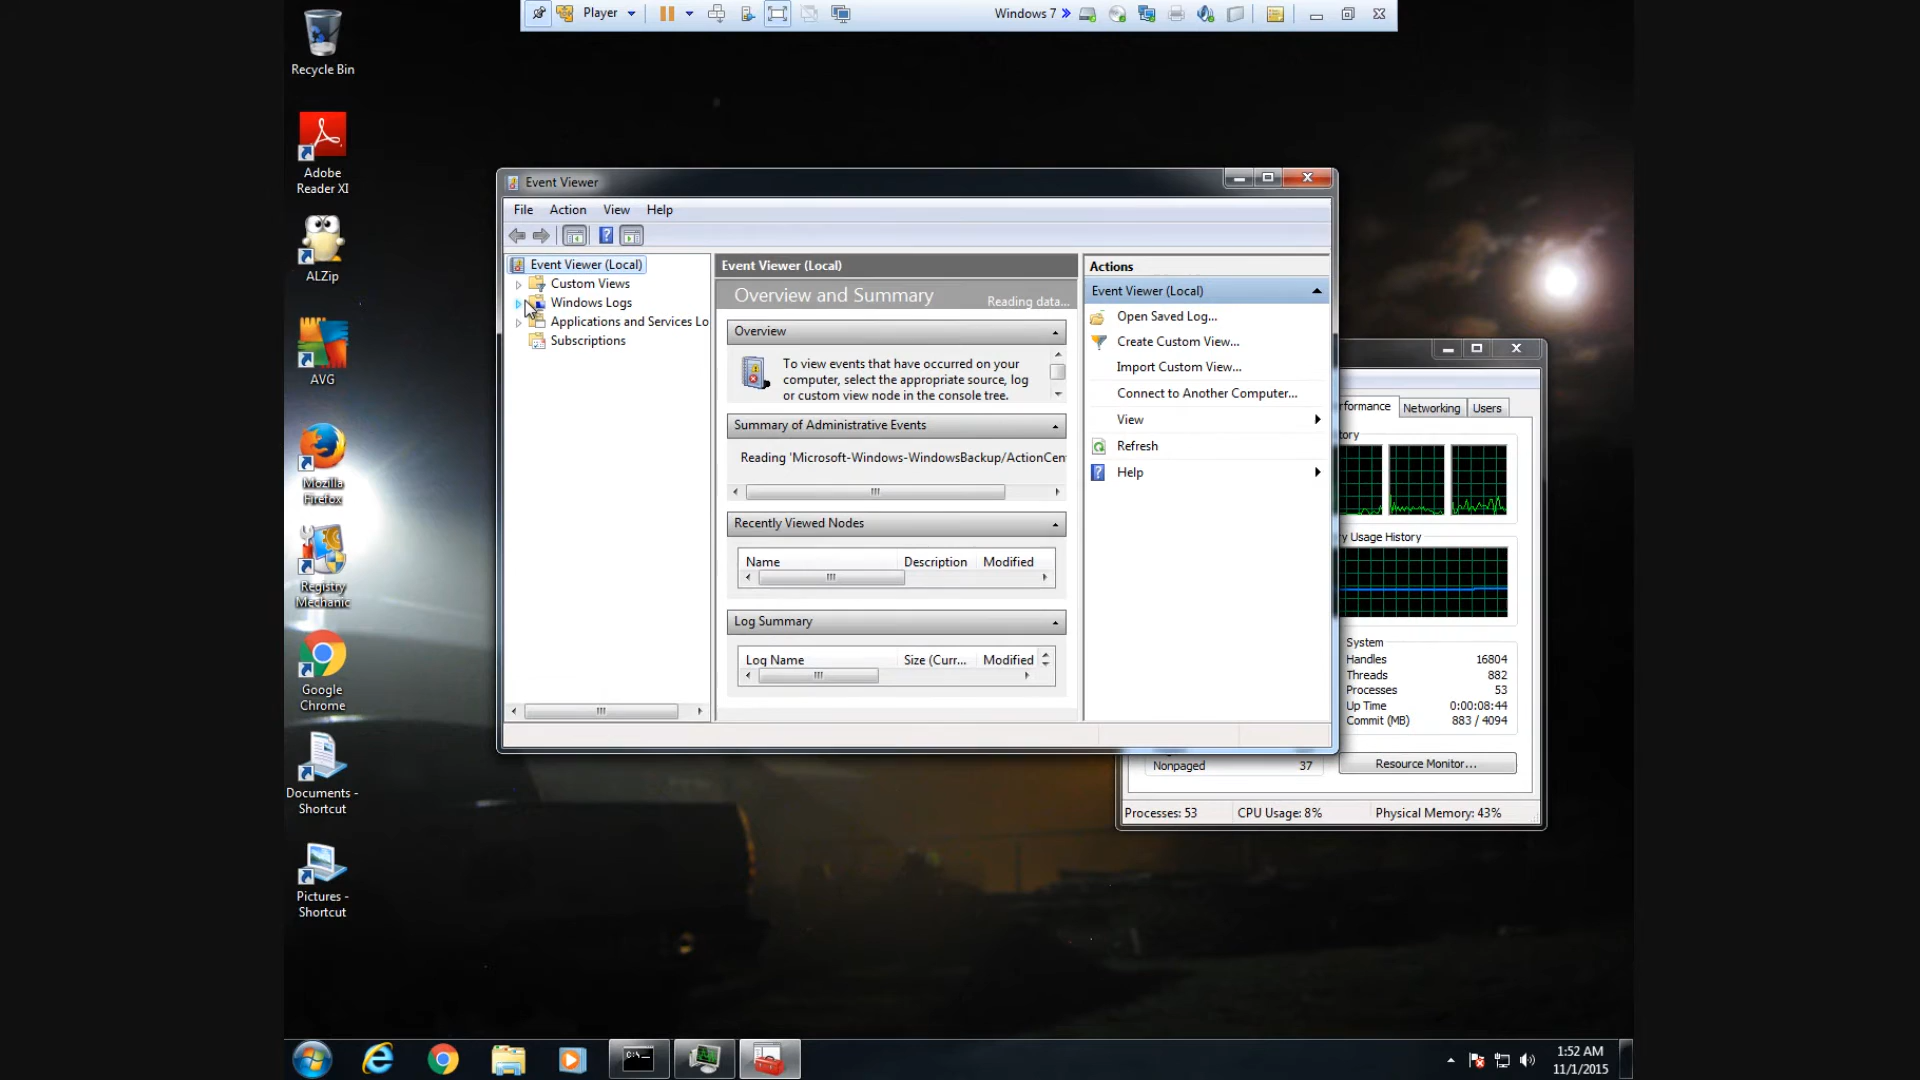 Player
Windows 7
Recycle Bin
Adobe
Reader XI
ALZip
AVG
Mozilla
Firefox
Registry
Mechanic
Google
Chrome
Documents -
Shortcut
Pictures -
Shortcut
Event Viewer
File Action View Help
Event Viewer (Local)
Custom Views
Windows Logs
Applications and Services Lo
Subscriptions
Event Viewer (Local)
Overview and Summary
Reading data...
Overview
To view events that have occurred on your
computer, select the appropriate source, log
or custom view node in the console tree.
Summary of Administrative Events
Reading 'Microsoft-Windows-WindowsBackup/ActionCen
Recently Viewed Nodes
Name Description Modified
Log Summary
Log Name Size (Curr... Modified
Actions
Event Viewer (Local)
Open Saved Log...
Create Custom View...
Import Custom View...
Connect to Another Computer...
View
Refresh
Help
rformance Networking Users
tory
y Usage History
System
Handles 16804
Threads 882
Processes 53
Up Time 0:00:08:44
Commit (MB) 883 / 4094
Nonpaged 37
Resource Monitor...
Processes: 53 CPU Usage: 8% Physical Memory: 43%
C:\_
1:52 AM
11/1/2015